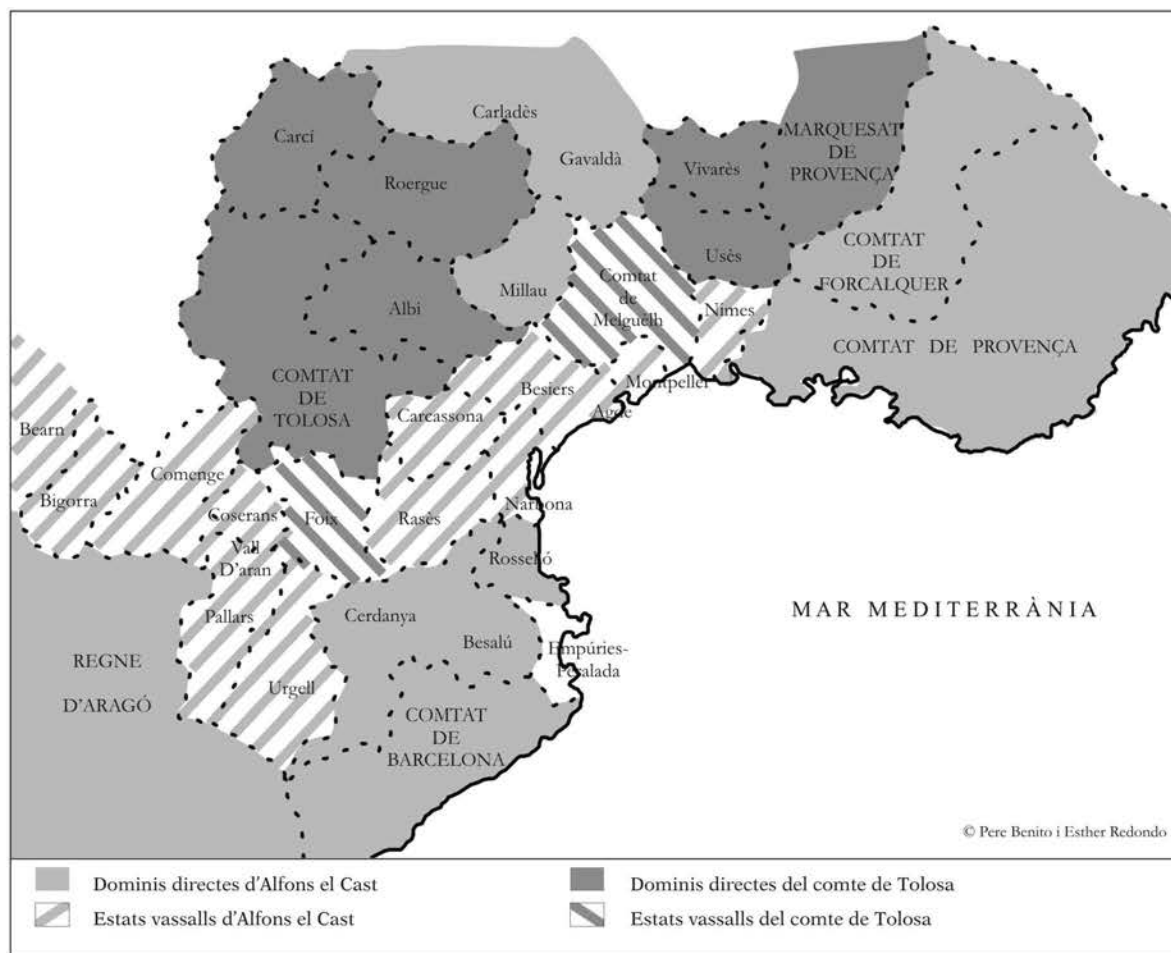 Carladès
Carcí
Gavaldà
MARQUESAT
DE
PROVENÇA
Vivarès
Roergue
Usès
COMTAT
DE
FORCALQUER
Comtat
de
Melguèlh
Millau
Albi
Nimes
COMTAT DE PROVENÇA
COMTAT
DE
TOLOSA
Besiers
Montpeller
Carcassona
Agde
Bearn
Bigorra
Comenge
Coserans
Foix
Rasès
Narbona
Vall
D'aran
Rosselló
Pallars
Cerdanya
Besalú
MAR MEDITERRÀNIA
Empúries-
Peralada
REGNE
D'ARAGÓ
Urgell
COMTAT
DE
BARCELONA
© Pere Benito i Esther Redondo
Dominis directes d'Alfons el Cast
Estats vassalls d'Alfons el Cast
Dominis directes del comte de Tolosa
Estats vassalls del comte de Tolosa